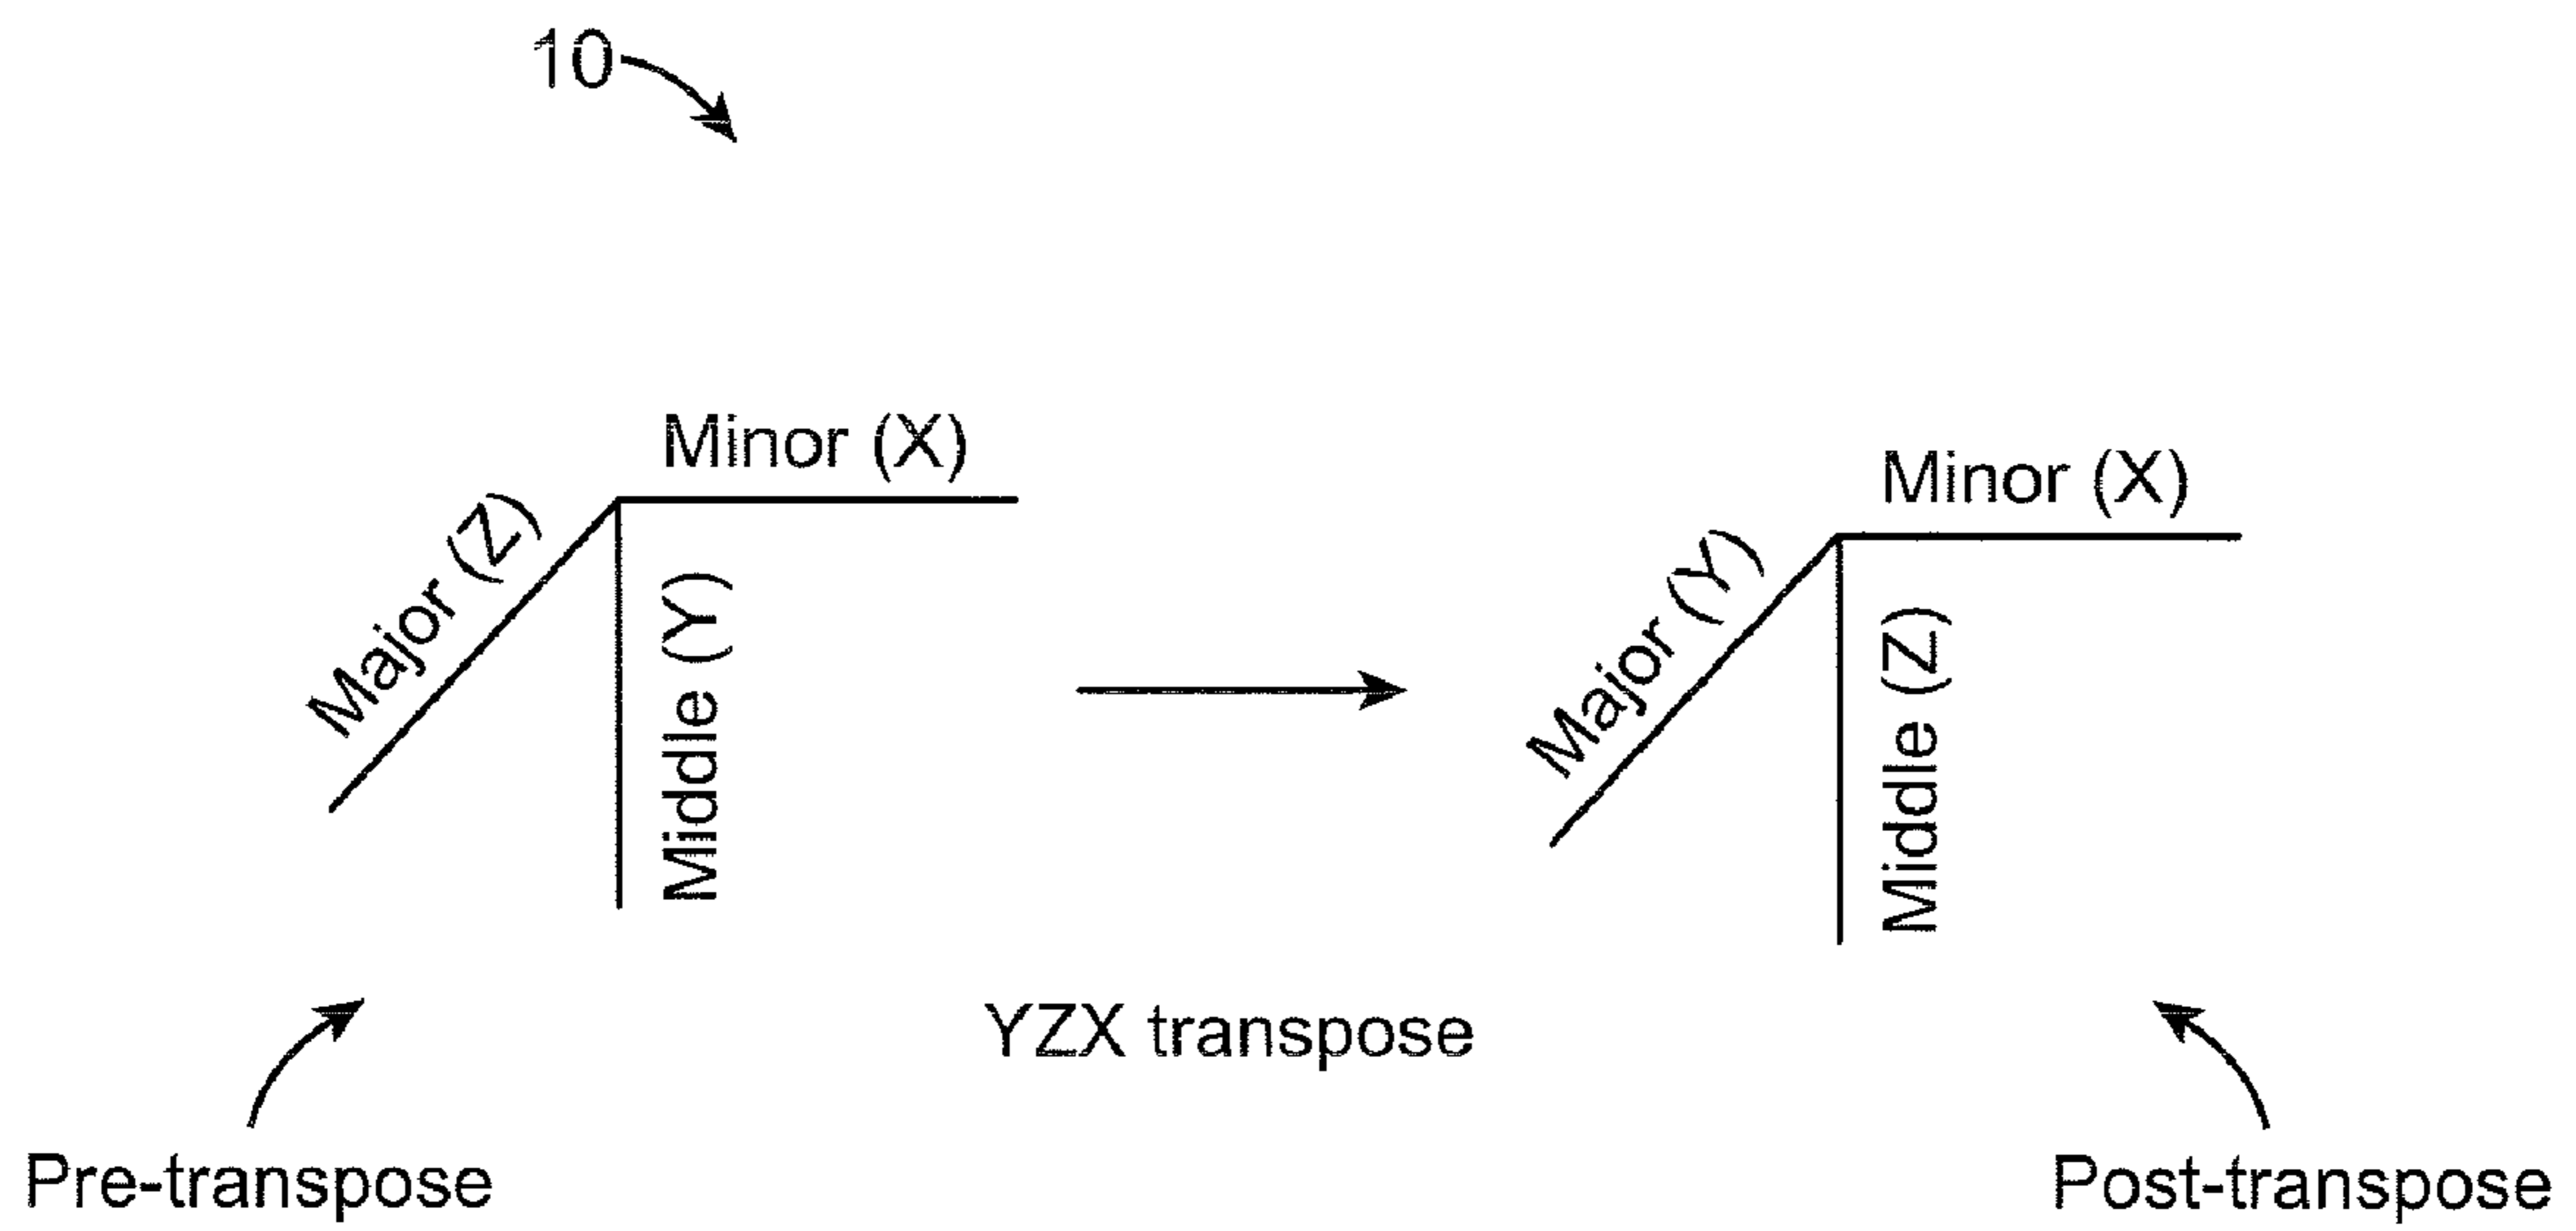 10
Minor (X)
Major (Z)
Middle (Y)
Minor (X)
Major (Y)
Middle (Z)
YZX transpose
Pre-transpose
Post-transpose